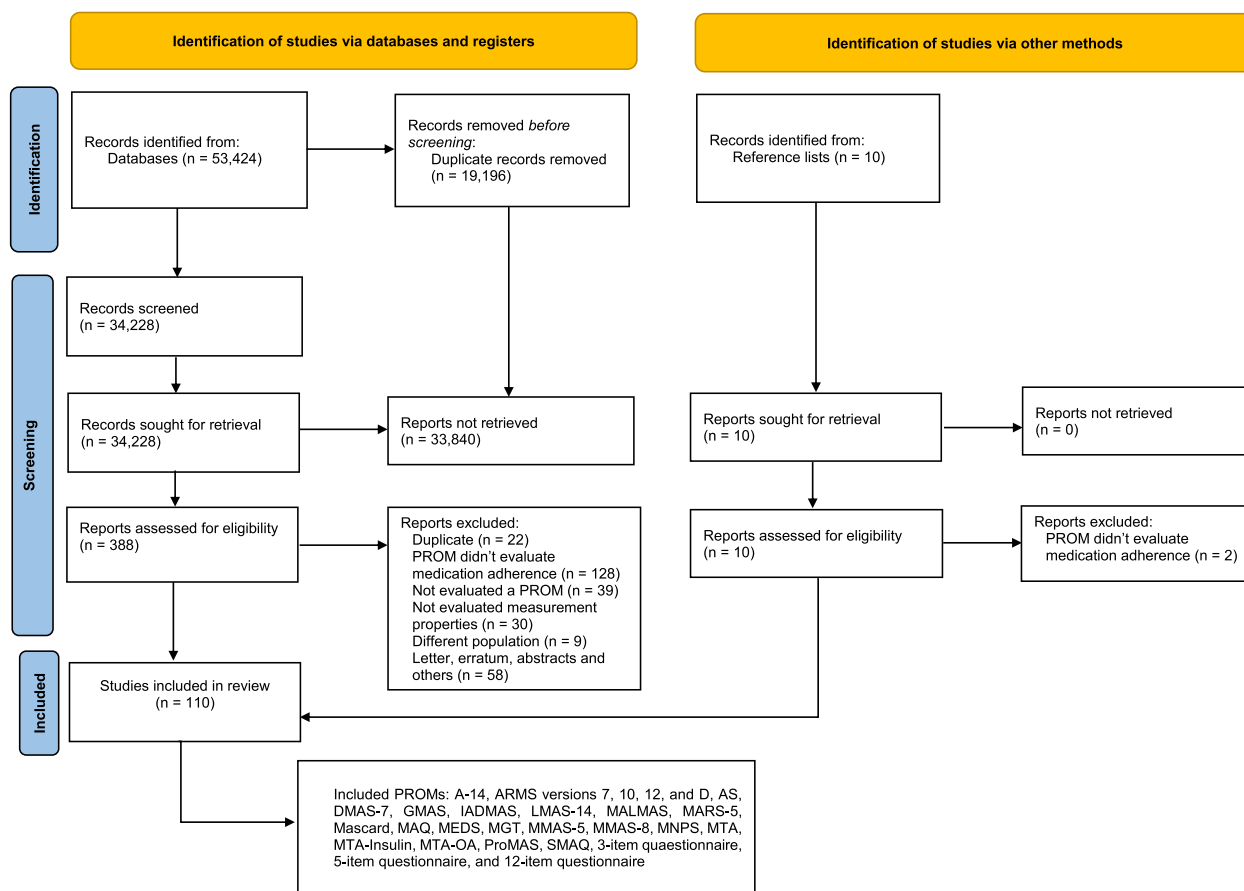 Identification of studies via databases and registers
Identification of studies via other methods
Identification
Records identified from:
Databases (n = 53,424)
Records removed before
screening:
Duplicate records removed
(n = 19,196)
Records identified from:
Reference lists (n = 10)
Screening
Records screened
(n = 34,228)
Records sought for retrieval
(n = 34,228)
Reports not retrieved
(n = 33,840)
Reports sought for retrieval
(n = 10)
Reports not retrieved
(n = 0)
Reports assessed for eligibility
(n = 388)
Reports excluded:
Duplicate (n = 22)
PROM didn't evaluate
medication adherence (n = 128)
Not evaluated a PROM (n = 39)
Not evaluated measurement
properties (n = 30)
Different population (n = 9)
Letter, erratum, abstracts and
others (n = 58)
Reports assessed for eligibility
(n = 10)
Reports excluded:
PROM didn't evaluate
medication adherence (n = 2)
Included
Studies included in review
(n = 110)
Included PROMs: A-14, ARMS versions 7, 10, 12, and D, AS,
DMAS-7, GMAS, IADMAS, LMAS-14, MALMAS, MARS-5,
Mascard, MAQ, MEDS, MGT, MMAS-5, MMAS-8, MNPS, MTA,
MTA-Insulin, MTA-OA, ProMAS, SMAQ, 3-item quaestionnaire,
5-item questionnaire, and 12-item questionnaire